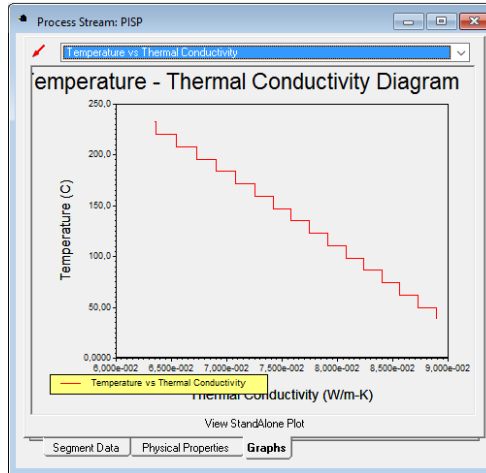 Process Stream: PISP
Temperature vs Thermal Conductivity
emperature - Thermal Conductivity Diagram
250,0
200,0
150,0
100,0
50,00
0,0000
Temperature (C)
6,000e-002 6,500e-002 7,000e-002 7,500e-002 8,000e-002 8,500e-002 9,000e-002
Temperature vs Thermal Conductivity
Thermal Conductivity (W/m-K)
View StandAlone Plot
Segment Data Physical Properties Graphs